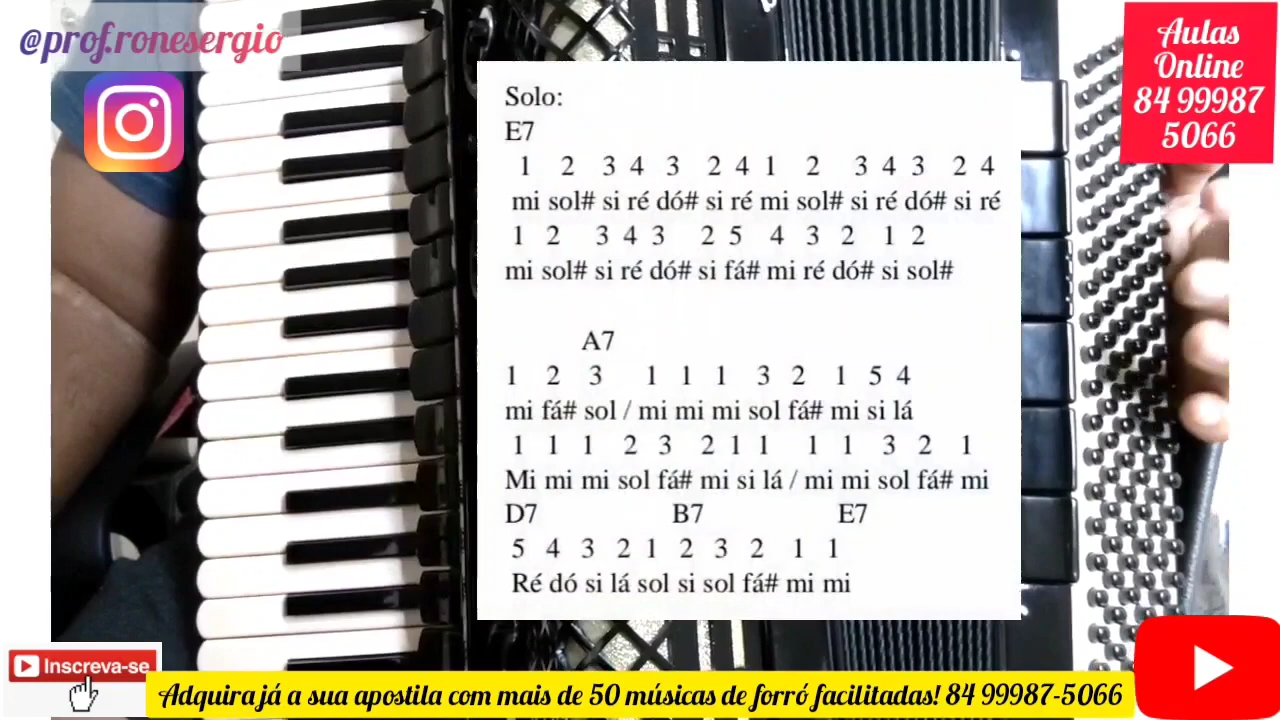 @prof.ronesergio
Aulas
Online
84 99987
5066
Solo:
E7
1 2 3 4 3 2 4 1 2 3 4 3 2 4
mi sol# si ré dó# si ré mi sol# si ré dó# si ré
1 2 3 4 3 2 5 4 3 2 1 2
mi sol# si ré dó# si fá# mi ré dó# si sol#
A7
1 2 3 1 1 1 3 2 1 5 4
mi fá# sol / mi mi mi sol fá# mi si lá
1 1 1 2 3 2 1 1 1 1 3 2 1
Mi mi mi sol fá# mi si lá / mi mi sol fá# mi
D7 B7 E7
5 4 3 2 1 2 3 2 1 1
Ré dó si lá sol si sol fá# mi mi
Inscreva-se
Adquira já a sua apostila com mais de 50 músicas de forró facilitadas! 84 99987-5066